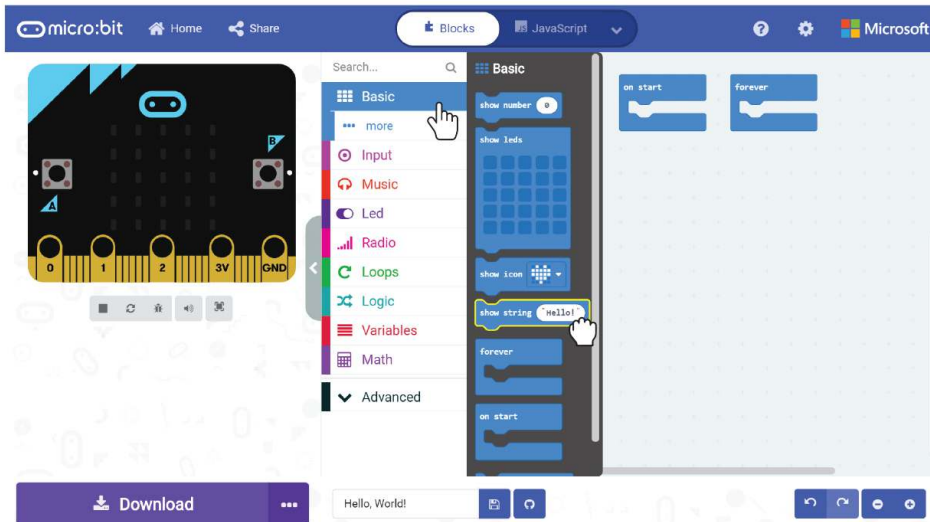 micro:bit
Home
Share
Blocks
JavaScript
Microsoft
Search...
Basic
more
Input
Music
Led
Radio
Loops
Logic
Variables
Math
Advanced
Basic
show number 0
show leds
show icon
show string "Hello!"
forever
on start
on start
forever
B
A
0 1 2 3V GND
Download
Hello, World!